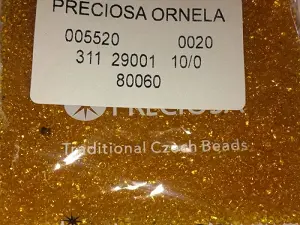 PRECIOSA ORNELA
005520 0020
311 29001 10/0
80060
PRECIOSA
Traditional Czech Beads